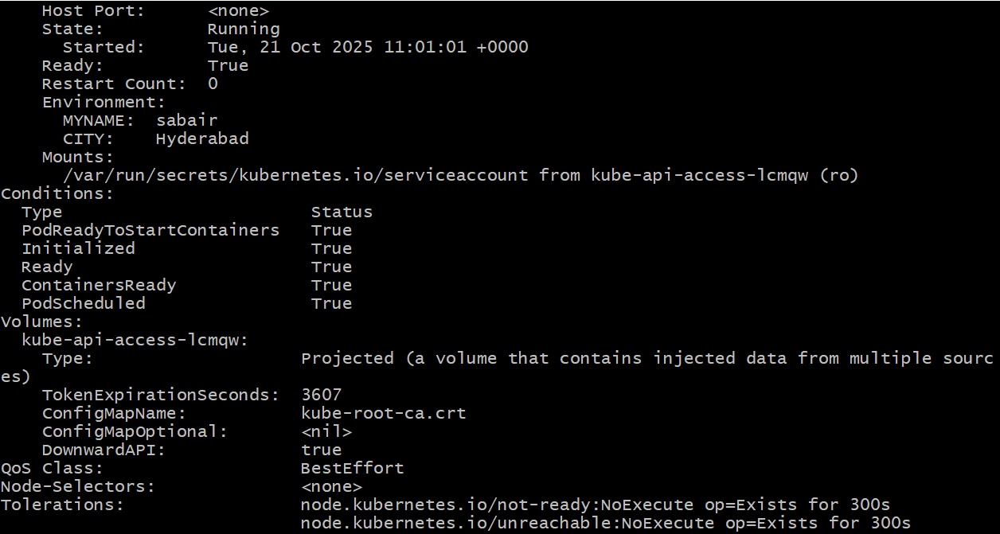 Host Port:      <none>
State:          Running
Started:      Tue, 21 Oct 2025 11:01:01 +0000
Ready:          True
Restart Count:  0
Environment:
MYNAME:  sabair
CITY:    Hyderabad
Mounts:
/var/run/secrets/kubernetes.io/serviceaccount from kube-api-access-lcmqw (ro)
Conditions:
Type                        Status
PodReadyToStartContainers   True
Initialized                 True
Ready                       True
ContainersReady             True
PodScheduled                True
Volumes:
kube-api-access-lcmqw:
Type:                    Projected (a volume that contains injected data from multiple sourc
es)
TokenExpirationSeconds:  3607
ConfigMapName:           kube-root-ca.crt
ConfigMapOptional:       <nil>
DownwardAPI:             true
QoS Class:                   BestEffort
Node-Selectors:              <none>
Tolerations:                 node.kubernetes.io/not-ready:NoExecute op=Exists for 300s
node.kubernetes.io/unreachable:NoExecute op=Exists for 300s